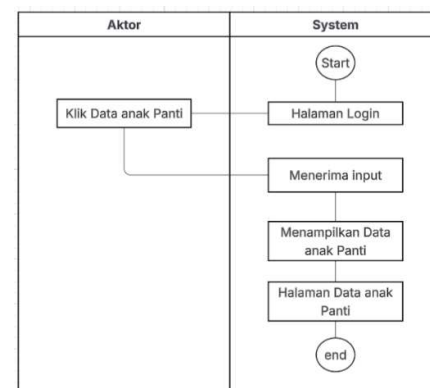 Aktor
System
Start
Klik Data anak Panti
Halaman Login
Menerima input
Menampilkan Data
anak Panti
Halaman Data anak
Panti
end